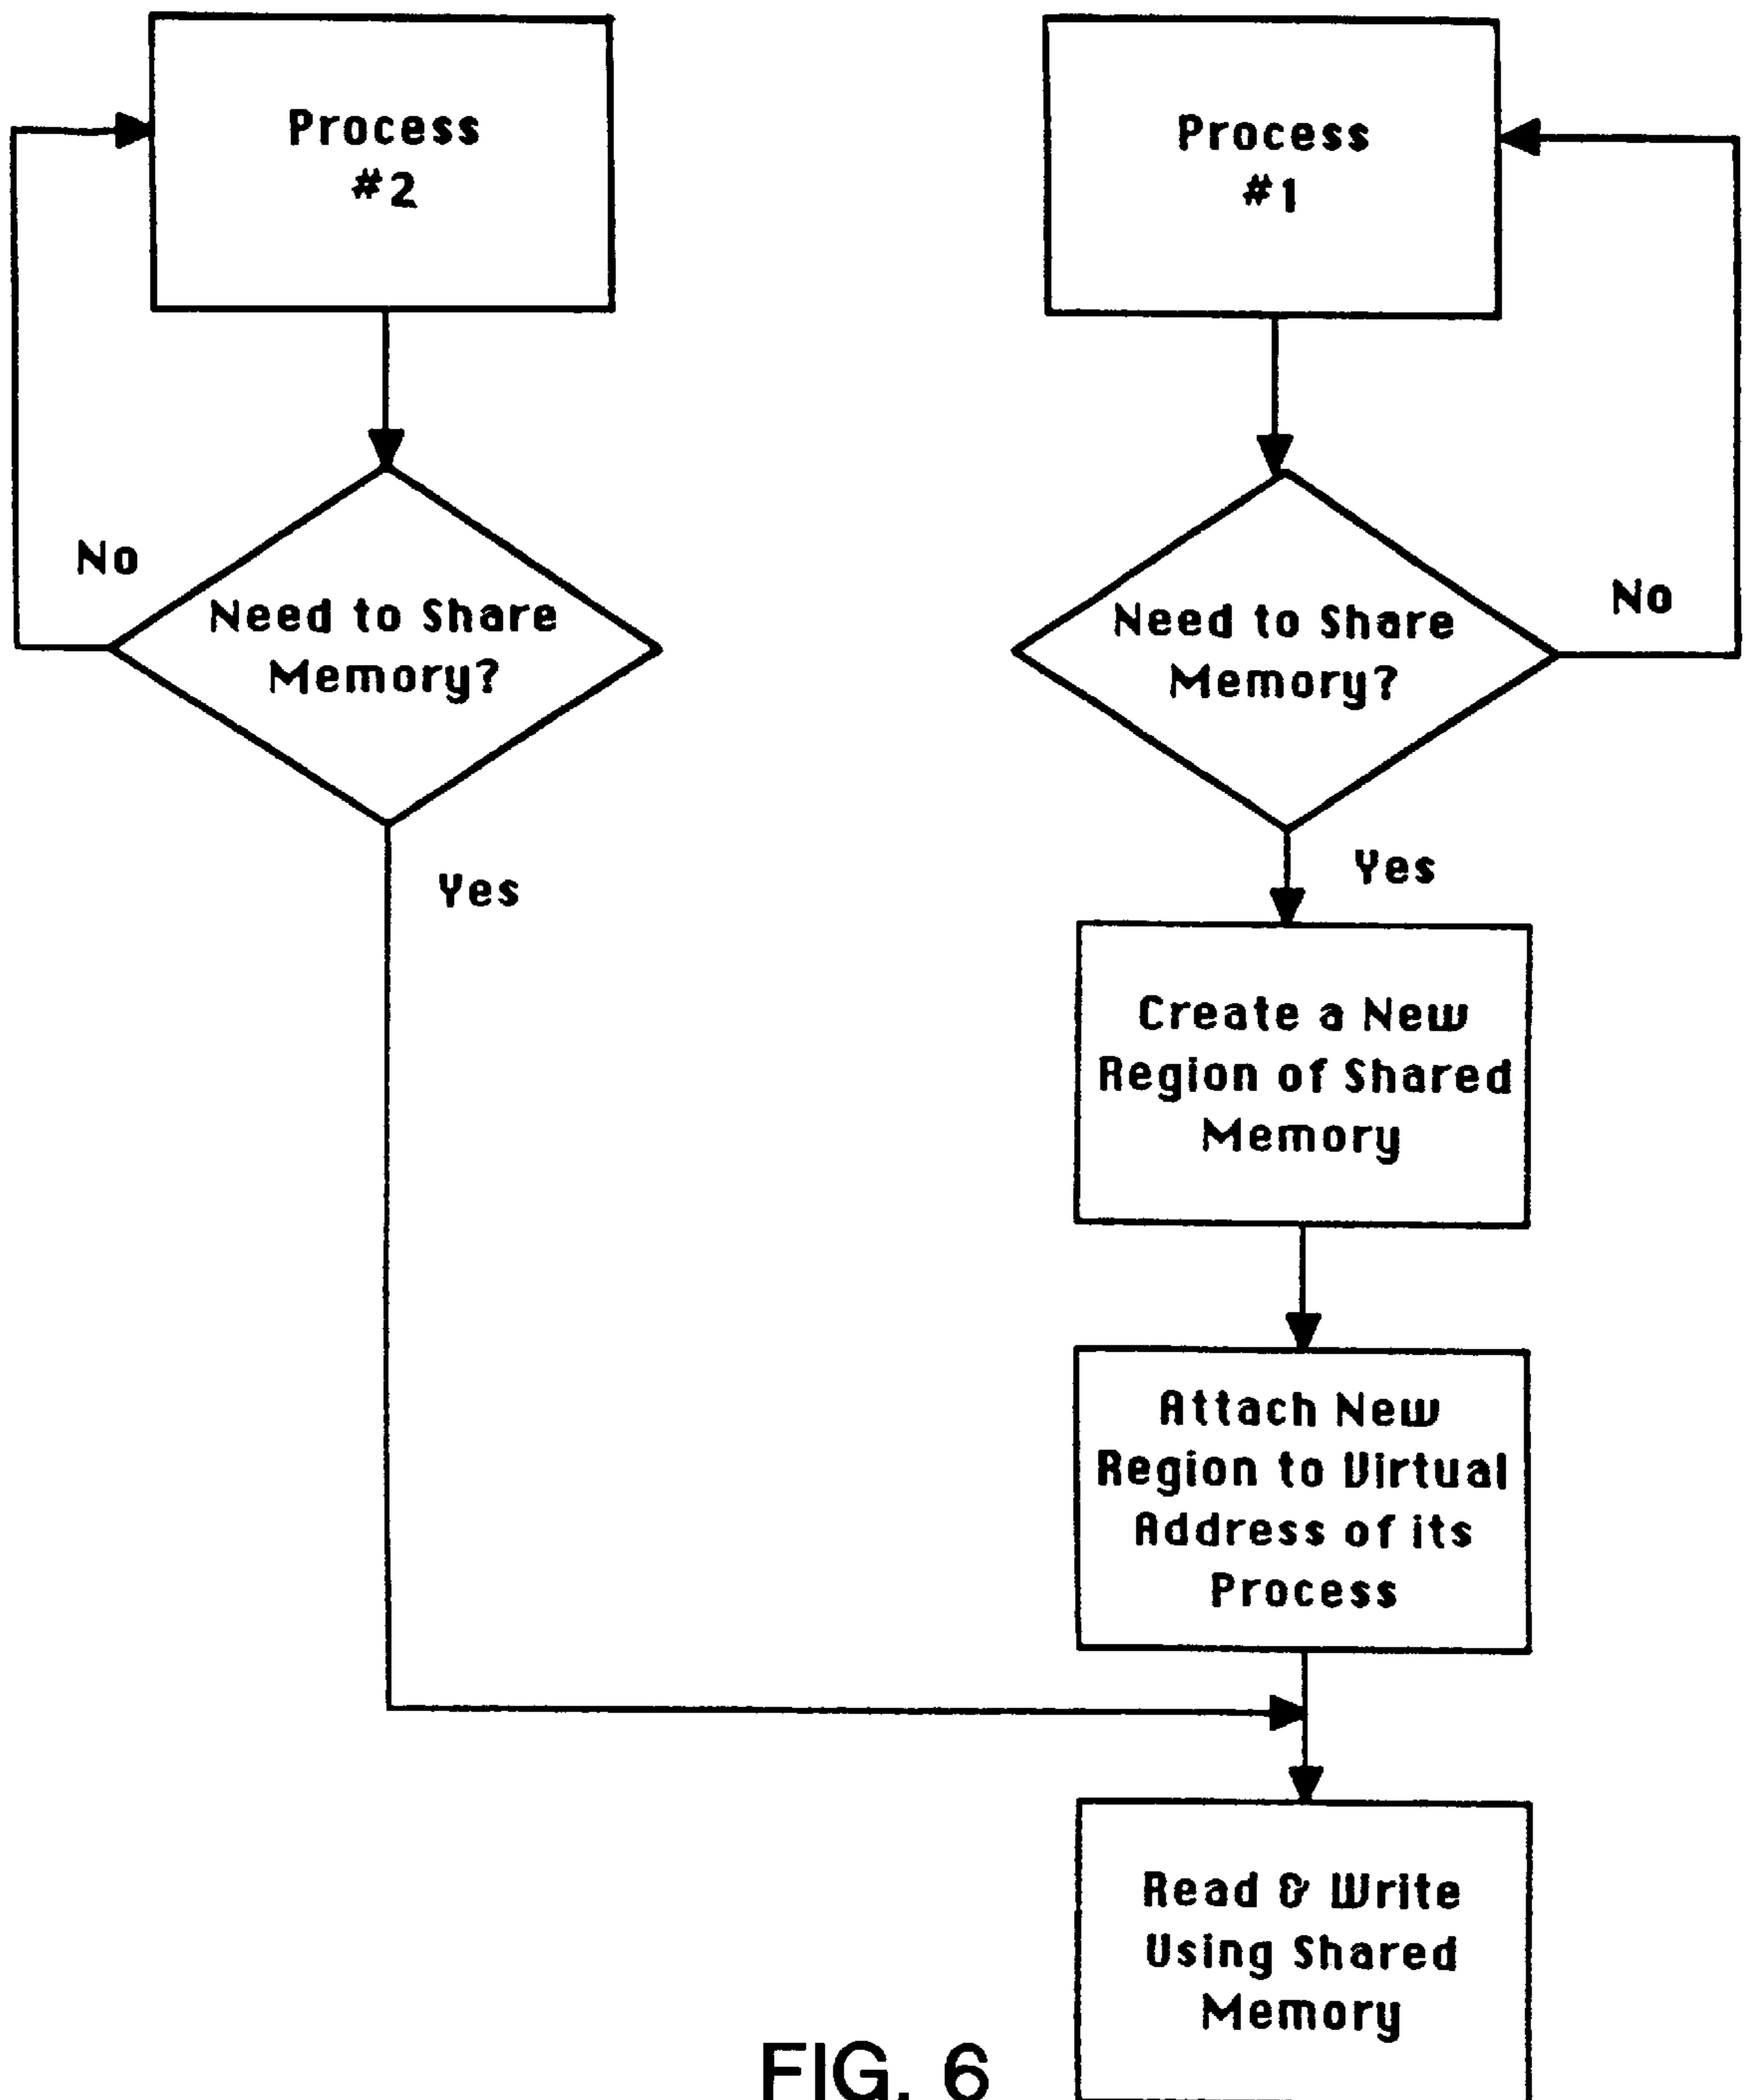 Process
#2
Process
#1
No
Need to Share
Memory?
Need to Share
Memory?
No
Yes
Yes
Create a New
Region of Shared
Memory
Attach New
Region to Virtual
Address of its
Process
Read & Write
Using Shared
Memory
FIG. 6